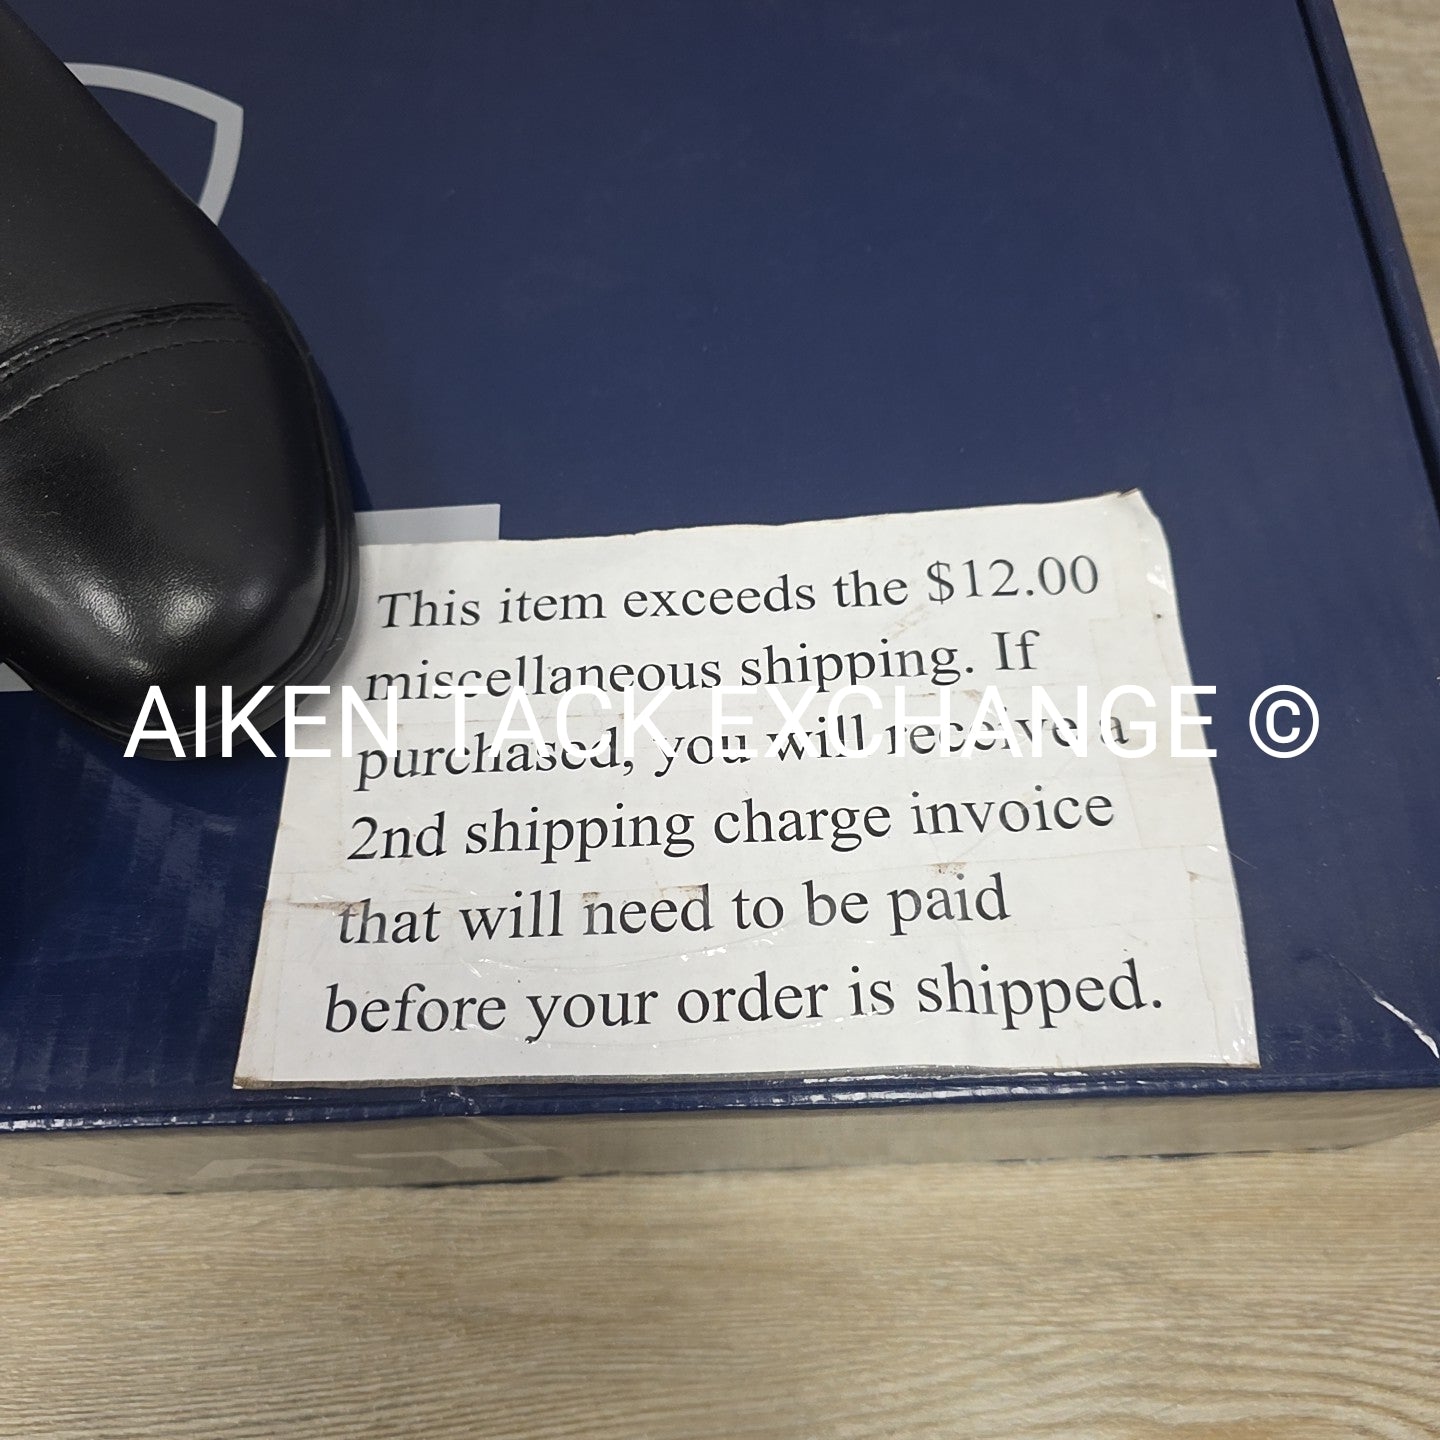 This item exceeds the $12.00
miscellaneous shipping. If
AIKEN TACK EXCHANGE ©
purchased, you will receive a
2nd shipping charge invoice
that will need to be paid
before your order is shipped.